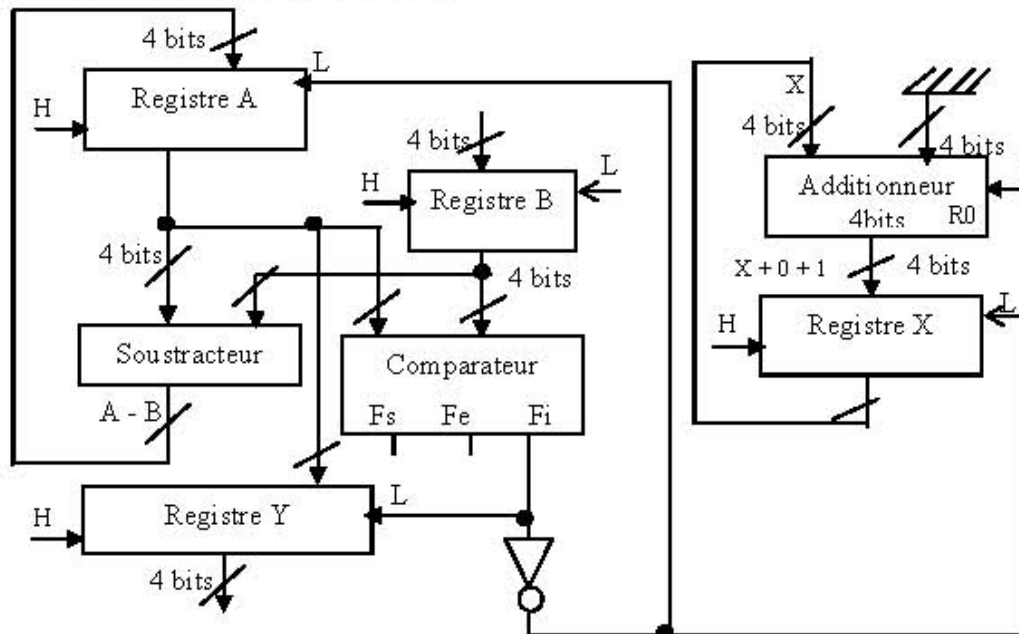 4 bits
L
Registre A
H
X
4 bits
4 bits
4 bits
L
H
Registre B
Additionneur
4bits
R0
4 bits
4 bits
X + 0 + 1
4 bits
L
H
Registre X
Soustracteur
Comparateur
A - B
Fs Fe Fi
L
H
Registre Y
4 bits